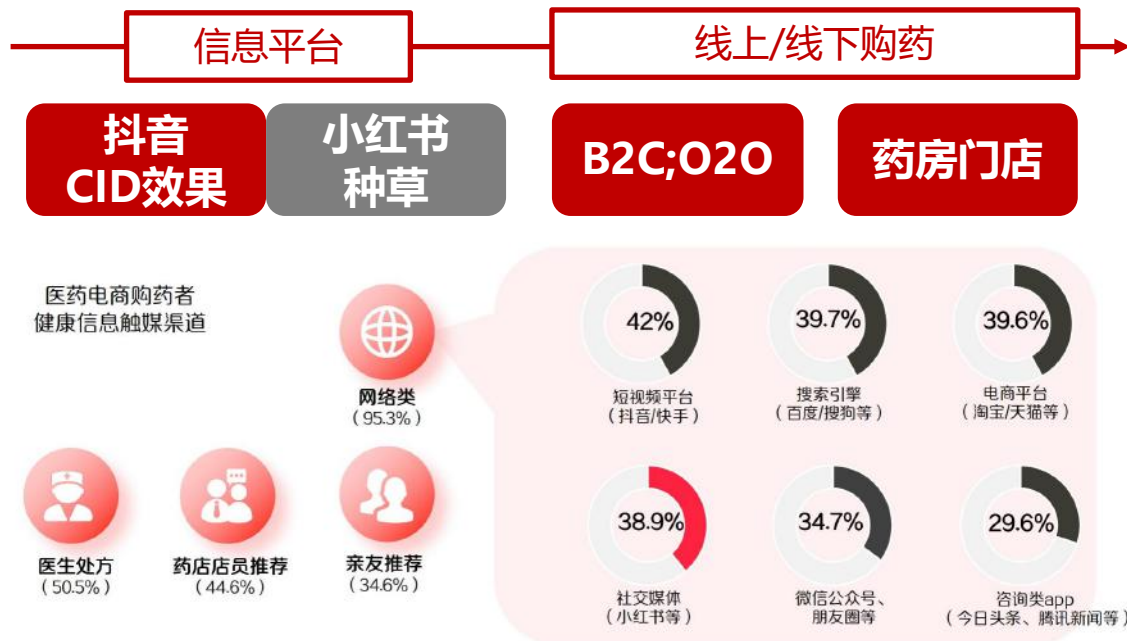 信息平台
线上/线下购药
抖音
CID效果
小红书
种草
B2C;O2O
药房门店
医药电商购药者
健康信息触媒渠道
网络类
（95.3%）
医生处方
（50.5%）
药店店员推荐
（44.6%）
亲友推荐
（34.6%）
42%
短视频平台
（抖音/快手）
39.7%
搜索引擎
（百度/搜狗等）
39.6%
电商平台
（淘宝/天猫等）
38.9%
社交媒体
（小红书等）
34.7%
微信公众号、
朋友圈等
29.6%
咨询类app
（今日头条、腾讯新闻等）